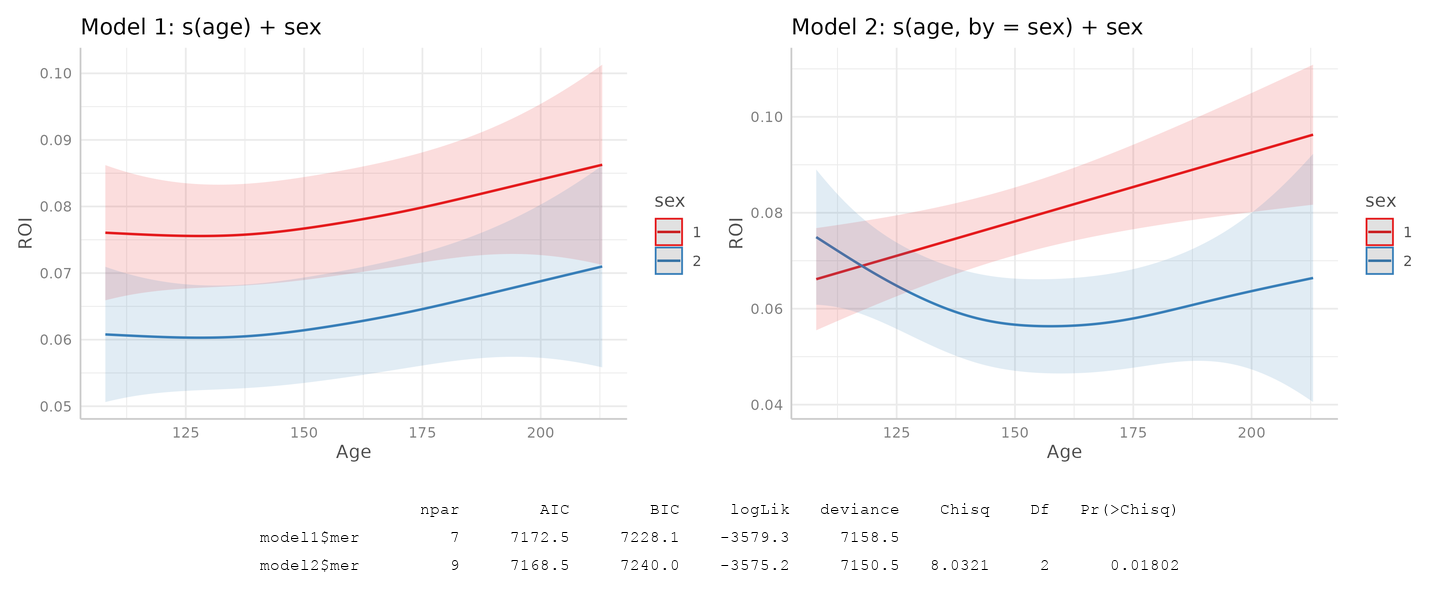 Model 1: s(age) + sex
0.10
0.09
0.08
0.07
0.06
0.05
ROI
125 150 175 200
Age
sex
1
2
Model 2: s(age, by = sex) + sex
0.10
0.08
0.06
0.04
ROI
125 150 175 200
Age
sex
1
2
npar AIC BIC logLik deviance Chisq Df Pr(>Chisq)
model1$mer 7 7172.5 7228.1 -3579.3 7158.5
model2$mer 9 7168.5 7240.0 -3575.2 7150.5 8.0321 2 0.01802